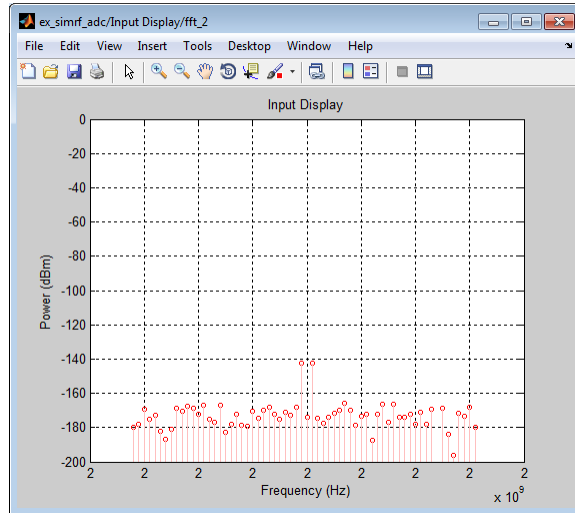 ex_simrf_adc/Input Display/fft_2
File Edit View Insert Tools Desktop Window Help
Input Display
0
-20
-40
-60
-80
-100
-120
-140
-160
-180
-200
Power (dBm)
2 2 2 2 2 2 2 2 2
Frequency (Hz)
x 10^9